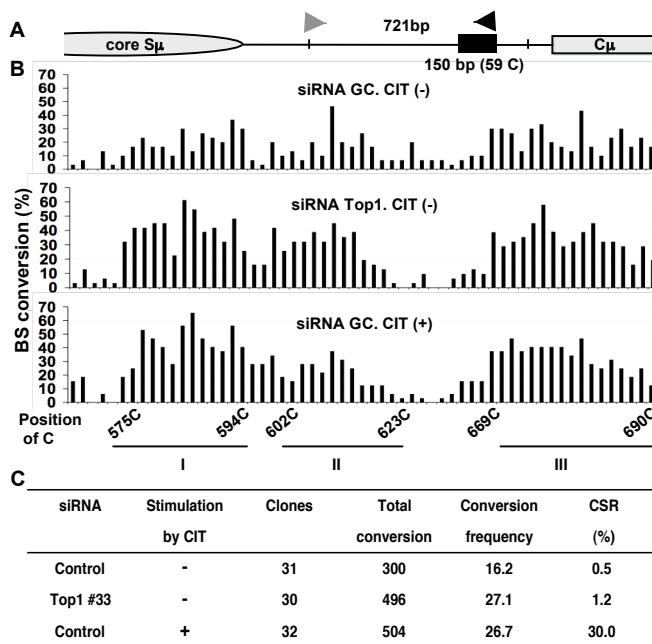 A
core Sμ
721bp
150 bp (59 C)
Cμ
B
BS conversion (%)
siRNA GC. CIT (-)
70
60
50
40
30
20
10
0
siRNA Top1. CIT (-)
70
60
50
40
30
20
10
0
siRNA GC. CIT (+)
70
60
50
40
30
20
10
0
Position of C
575C 594C 602C 623C 669C 690C
I II III
C
siRNA Stimulation by CIT Clones Total conversion Conversion frequency CSR (%)
Control - 31 300 16.2 0.5
Top1 #33 - 30 496 27.1 1.2
Control + 32 504 26.7 30.0